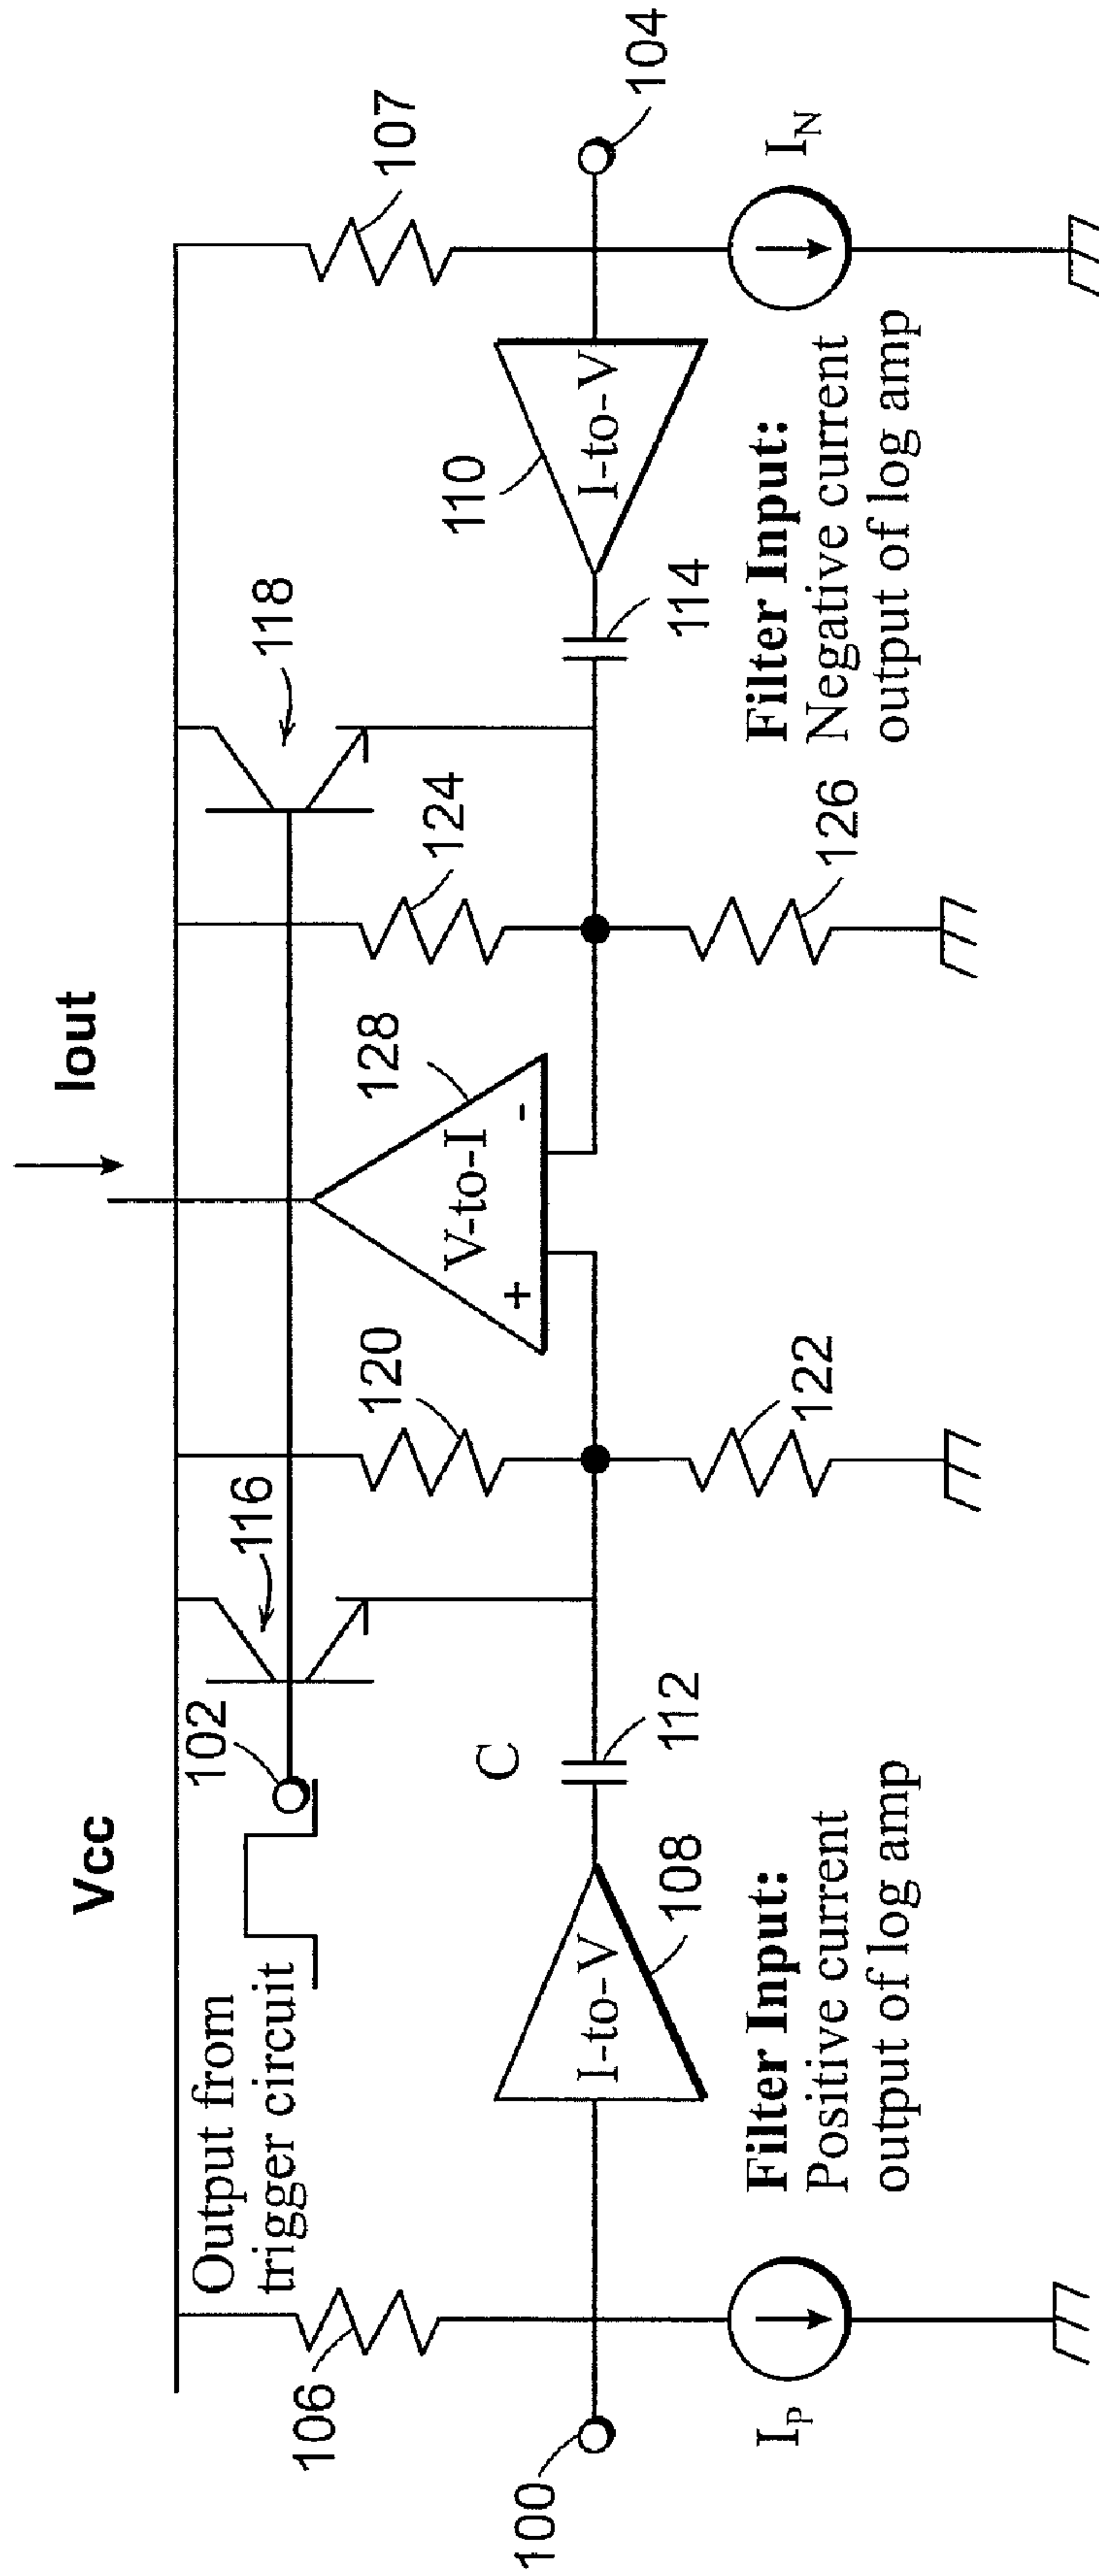 Vcc
Iout
Output from
trigger circuit
102
116
118
106
107
120
128
124
V-to-I
+
-
100
104
I-to-V
108
C
112
122
126
114
110
I-to-V
I_P
I_N
Filter Input:
Positive current
output of log amp
Filter Input:
Negative current
output of log amp